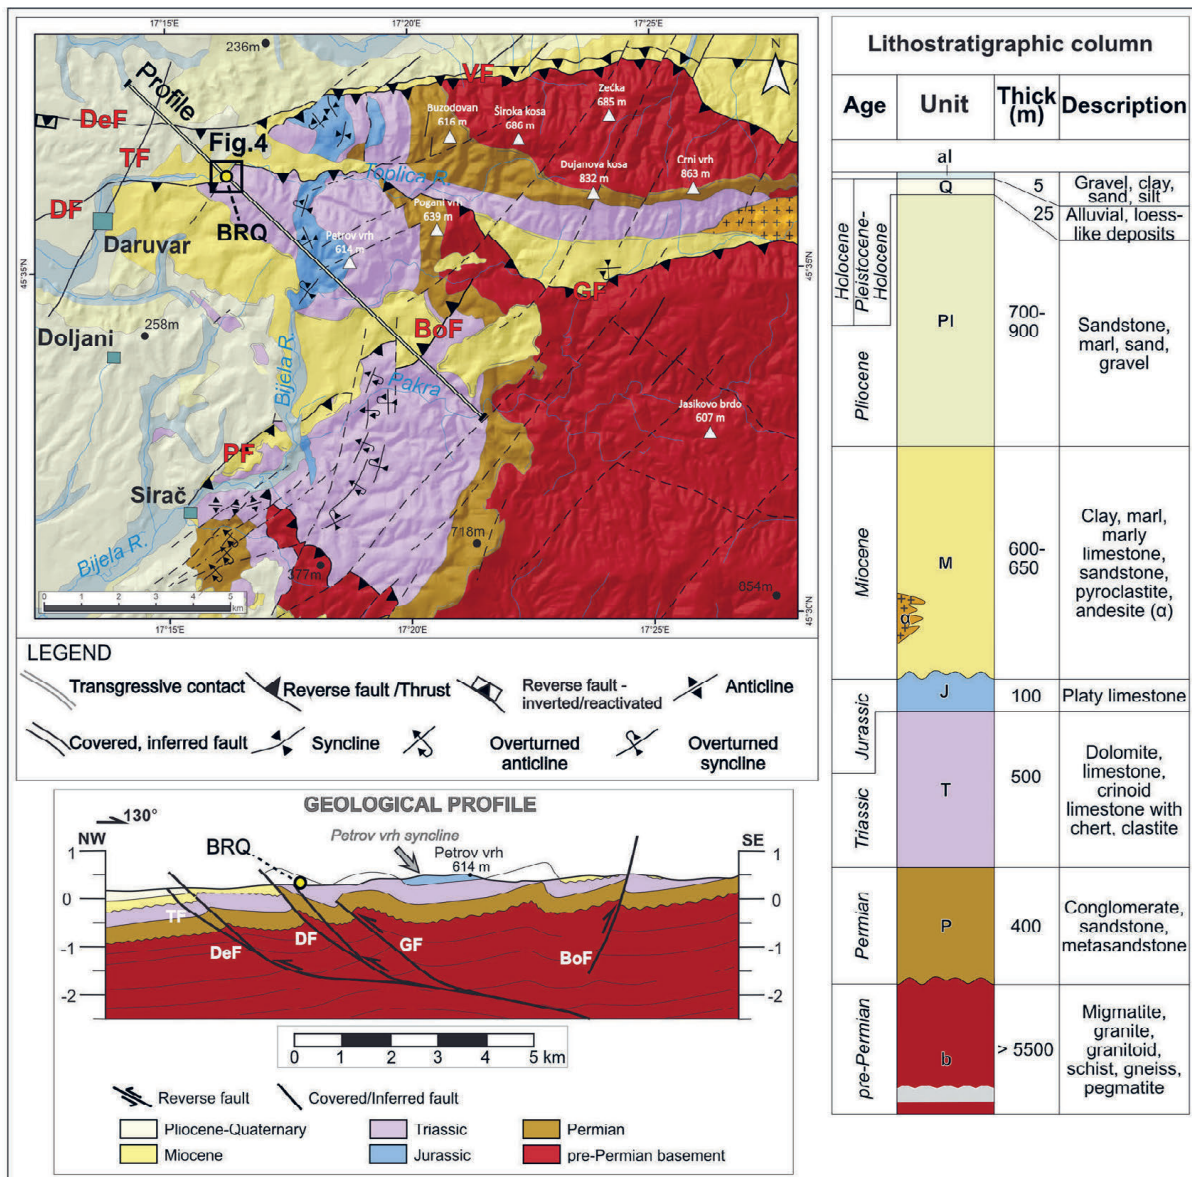 17°15'E
17°20'E
17°25'E
236m
N
Profile
VF
Zečka
685 m
Buzodovan
616 m
Široka kosa
686 m
DeF
Fig.4
TF
Dujanova kosa
832 m
Crni vrh
863 m
Toplica R.
DF
Pogani vrh
639 m
BRQ
Daruvar
Petrov vrh
614 m
45°35'N
45°35'N
GF
258m
BoF
Doljani
Bijela R.
Pakra
Jasikovo brdo
607 m
PF
Sirač
718m
Bijela R.
377m
654m
0 1 2 3 4 5
km
45°30'N
17°15'E
17°20'E
17°25'E
LEGEND
Transgressive contact
Reverse fault /Thrust
Reverse fault -
inverted/reactivated
Anticline
Covered, inferred fault
Syncline
Overturned
anticline
Overturned
syncline
GEOLOGICAL PROFILE
130°
NW
SE
BRQ
Petrov vrh syncline
Petrov vrh
614 m
1
0
-1
-2
1
0
-1
-2
TF
DeF
DF
GF
BoF
0 1 2 3 4 5 km
Reverse fault
Covered/Inferred fault
Pliocene-Quaternary
Triassic
Permian
Miocene
Jurassic
pre-Permian basement
Lithostratigraphic column
Age
Unit
Thick
(m)
Description
al
Q
5
Gravel, clay,
sand, silt
25
Alluvial, loess-
like deposits
Holocene
Pleistocene-
Holocene
Pliocene
Pl
700-
900
Sandstone,
marl, sand,
gravel
Miocene
M
α
600-
650
Clay, marl,
marly
limestone,
sandstone,
pyroclastite,
andesite (α)
Jurassic
J
100
Platy limestone
Triassic
T
500
Dolomite,
limestone,
crinoid
limestone with
chert, clastite
Permian
P
400
Conglomerate,
sandstone,
metasandstone
pre-Permian
b
> 5500
Migmatite,
granite,
granitoid,
schist, gneiss,
pegmatite